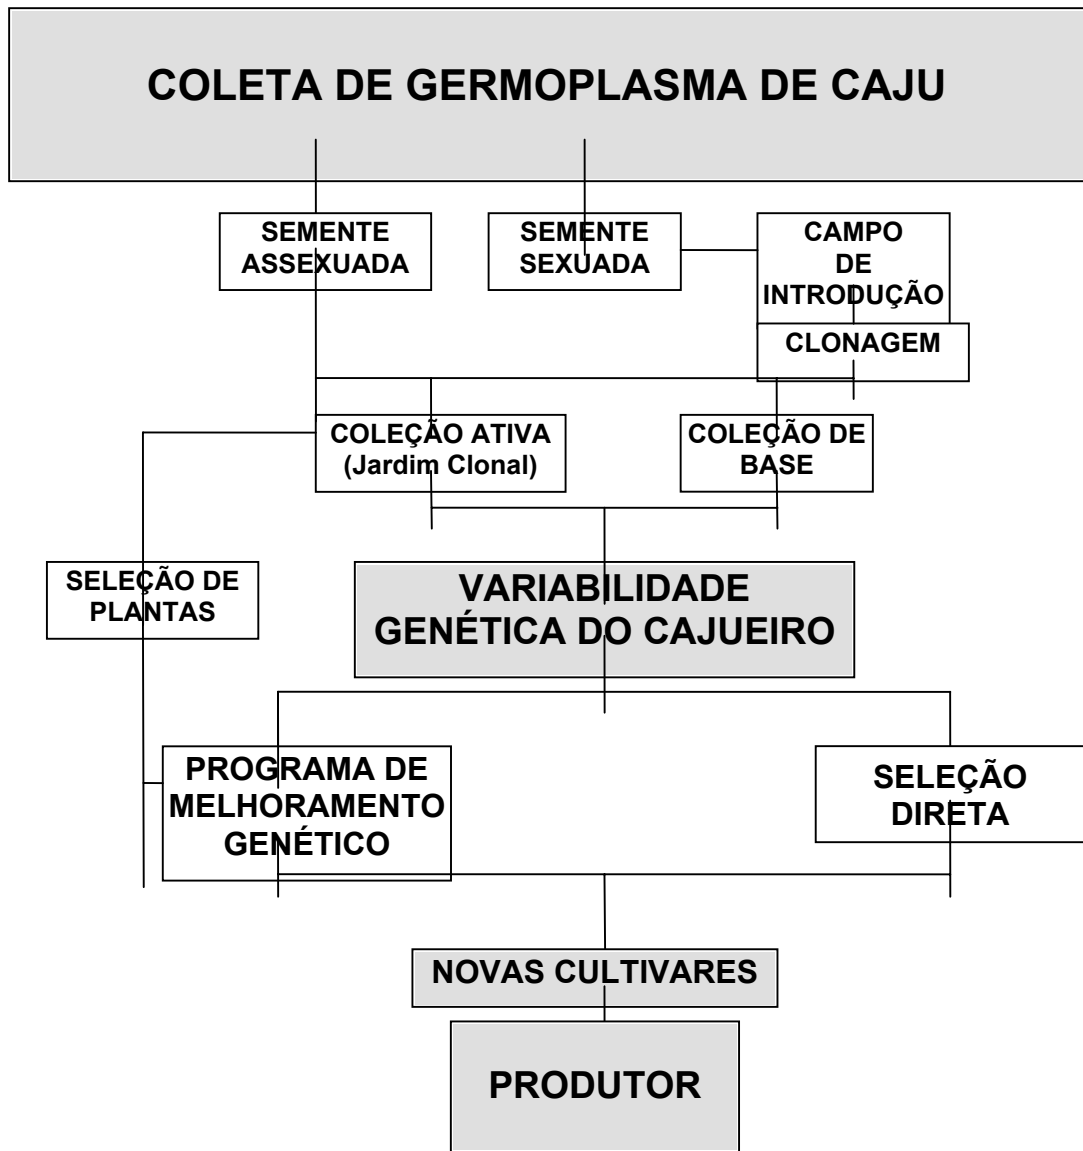 COLETA DE GERMOPLASMA DE CAJU
SEMENTE
ASSEXUADA
SEMENTE
SEXUADA
CAMPO
DE
INTRODUÇÃO
CLONAGEM
COLEÇÃO ATIVA
(Jardim Clonal)
COLEÇÃO DE
BASE
SELEÇÃO DE
PLANTAS
VARIABILIDADE
GENÉTICA DO CAJUEIRO
PROGRAMA DE
MELHORAMENTO
GENÉTICO
SELEÇÃO
DIRETA
NOVAS CULTIVARES
PRODUTOR